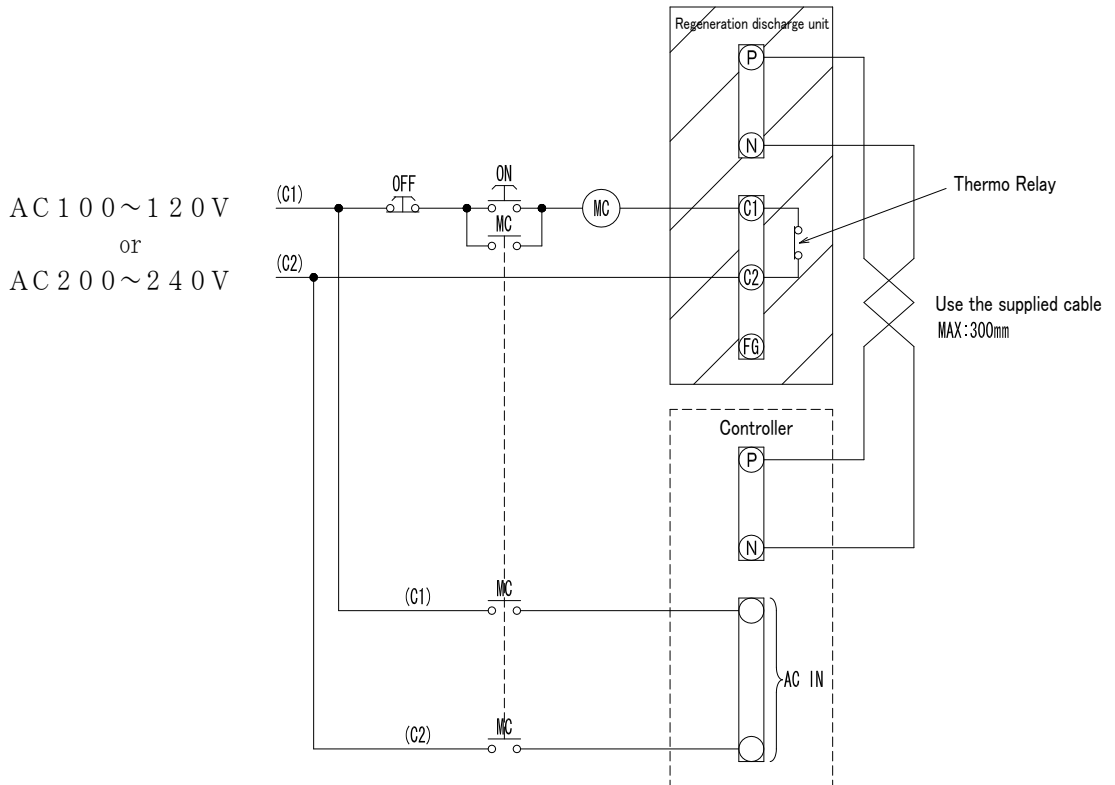 Regeneration discharge unit
P
N
Thermo Relay
(C1)
OFF
ON
MC
MC
C1
AC100~120V
or
AC200~240V
(C2)
C2
Use the supplied cable
MAX:300mm
FG
Controller
P
N
(C1)
MC
AC IN
(C2)
MC